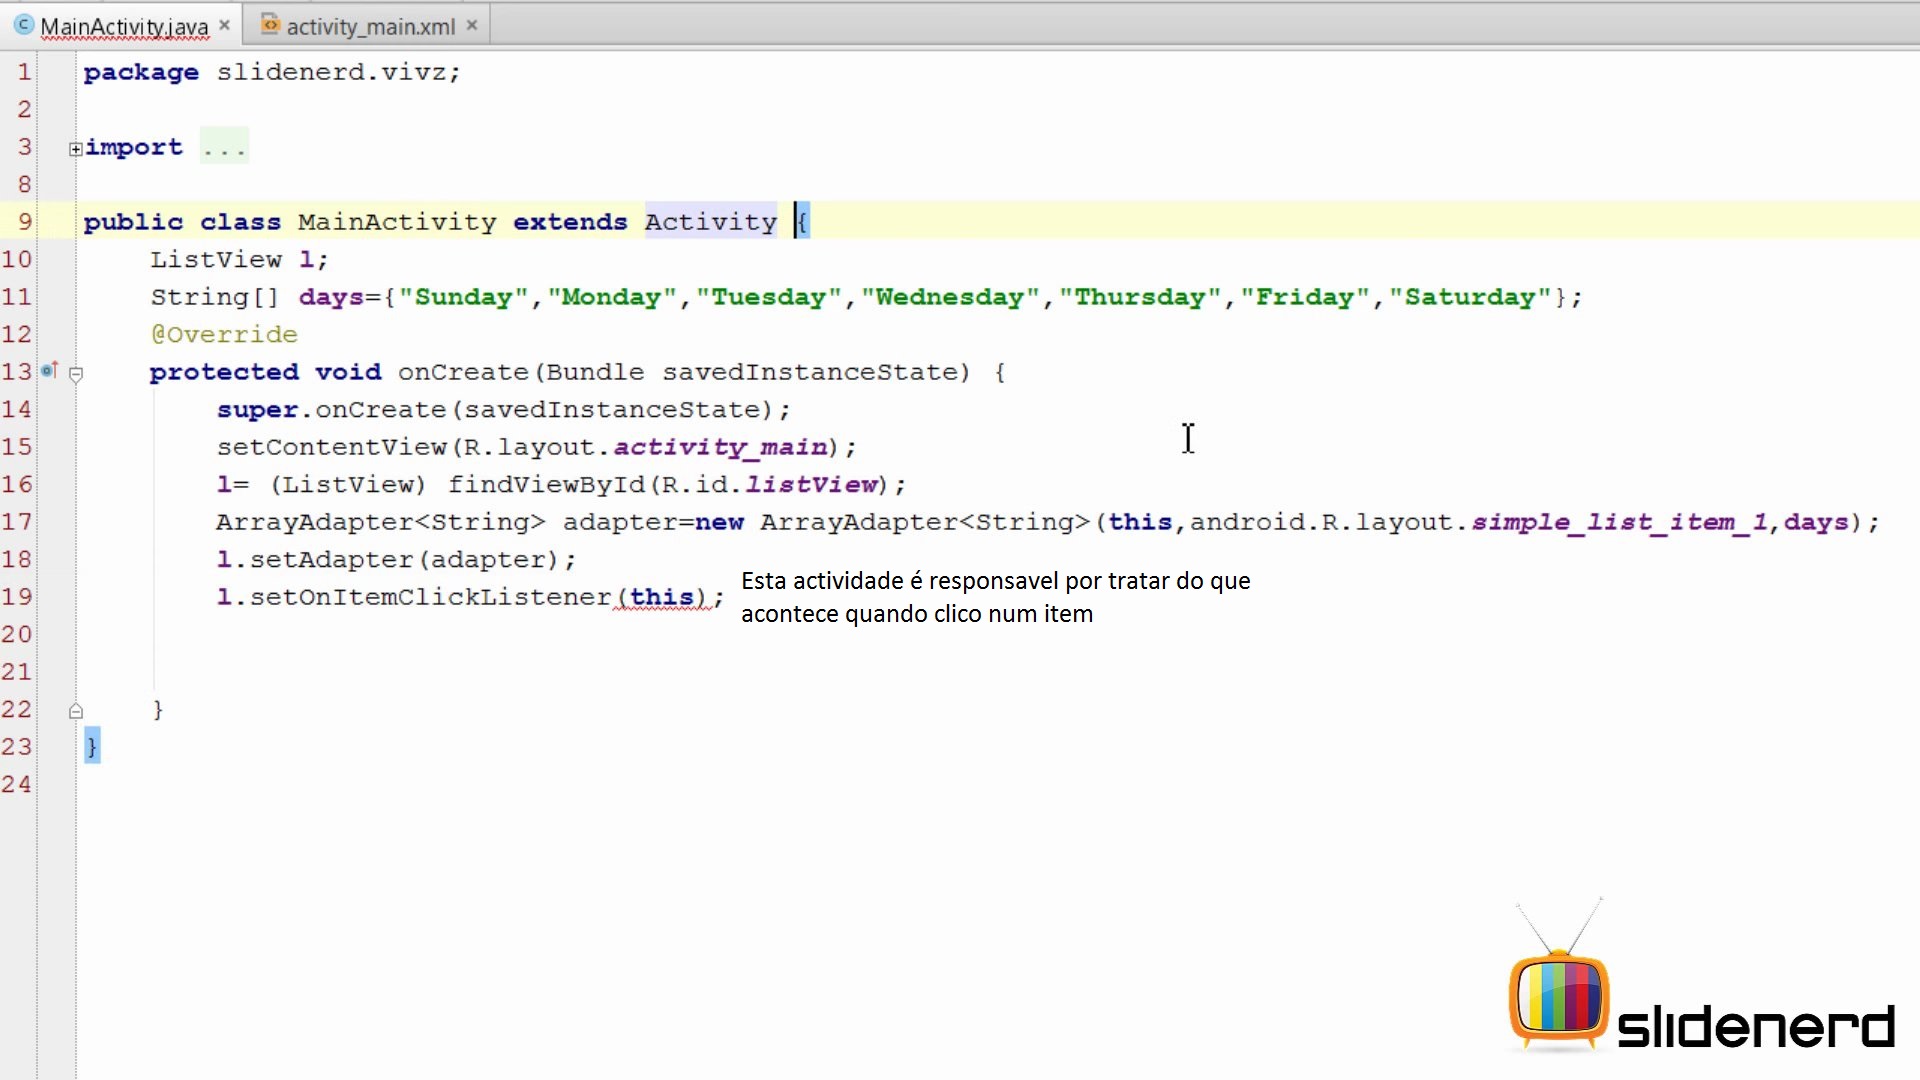 MainActivity.java
activity_main.xml
1 package slidenerd.vivz;
2
3 import ...
8
9 public class MainActivity extends Activity {
10 ListView l;
11 String[] days={"Sunday","Monday","Tuesday","Wednesday","Thursday","Friday","Saturday"};
12 @Override
13 protected void onCreate(Bundle savedInstanceState) {
14 super.onCreate(savedInstanceState);
15 setContentView(R.layout.activity_main);
16 l= (ListView) findViewById(R.id.listView);
17 ArrayAdapter<String> adapter=new ArrayAdapter<String>(this,android.R.layout.simple_list_item_1,days);
18 l.setAdapter(adapter);
19 l.setOnItemClickListener(this);
Esta actividade é responsavel por tratar do que
acontece quando clico num item
20
21
22 }
23 }
24
slidenerd